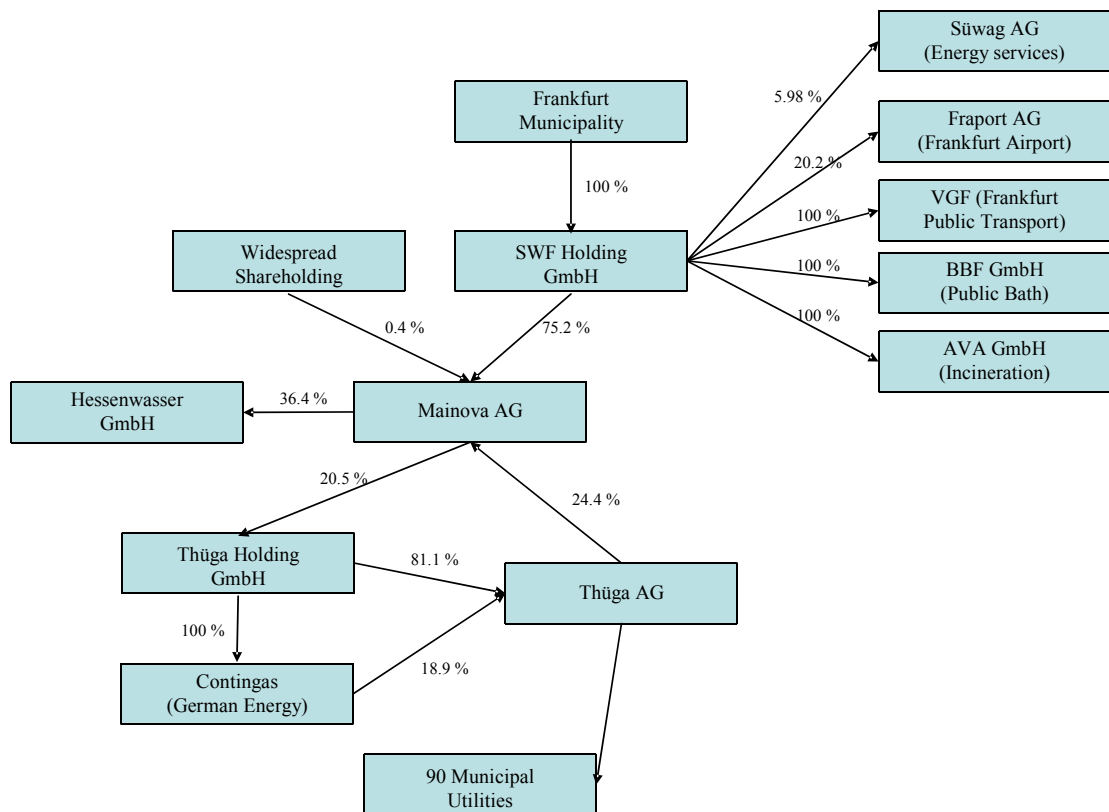 Süwag AG
(Energy services)
5.98 %
Frankfurt
Municipality
Fraport AG
(Frankfurt Airport)
20.2 %
100 %
VGF (Frankfurt
Public Transport)
100 %
Widespread
Shareholding
SWF Holding
GmbH
100 %
BBF GmbH
(Public Bath)
0.4 %
75.2 %
100 %
AVA GmbH
(Incineration)
Hessenwasser
GmbH
36.4 %
Mainova AG
20.5 %
24.4 %
Thüga Holding
GmbH
81.1 %
Thüga AG
100 %
18.9 %
Contingas
(German Energy)
90 Municipal
Utilities